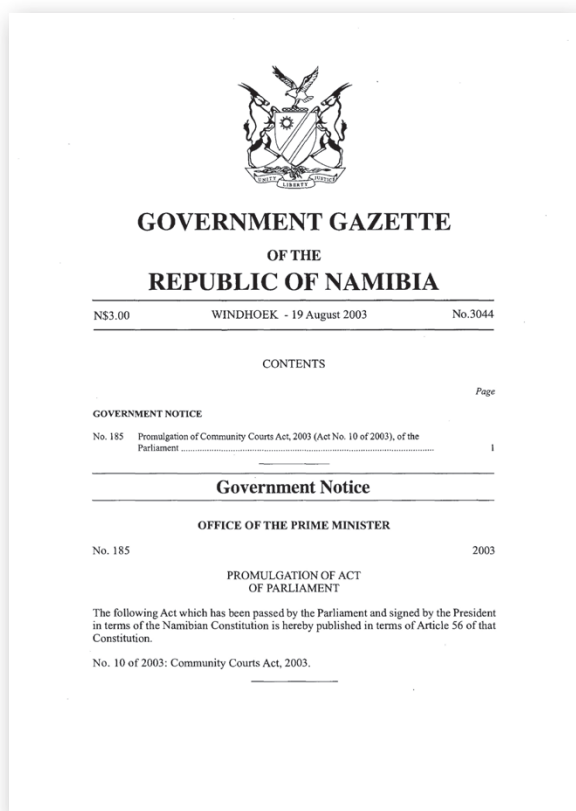 UNITY LIBERTY JUSTICE
GOVERNMENT GAZETTE
OF THE
REPUBLIC OF NAMIBIA
N$3.00 WINDHOEK - 19 August 2003 No.3044
CONTENTS
Page
GOVERNMENT NOTICE
No. 185 Promulgation of Community Courts Act, 2003 (Act No. 10 of 2003), of the
Parliament ........................................................................................... 1
Government Notice
OFFICE OF THE PRIME MINISTER
No. 185 2003
PROMULGATION OF ACT
OF PARLIAMENT
The following Act which has been passed by the Parliament and signed by the President
in terms of the Namibian Constitution is hereby published in terms of Article 56 of that
Constitution.
No. 10 of 2003: Community Courts Act, 2003.